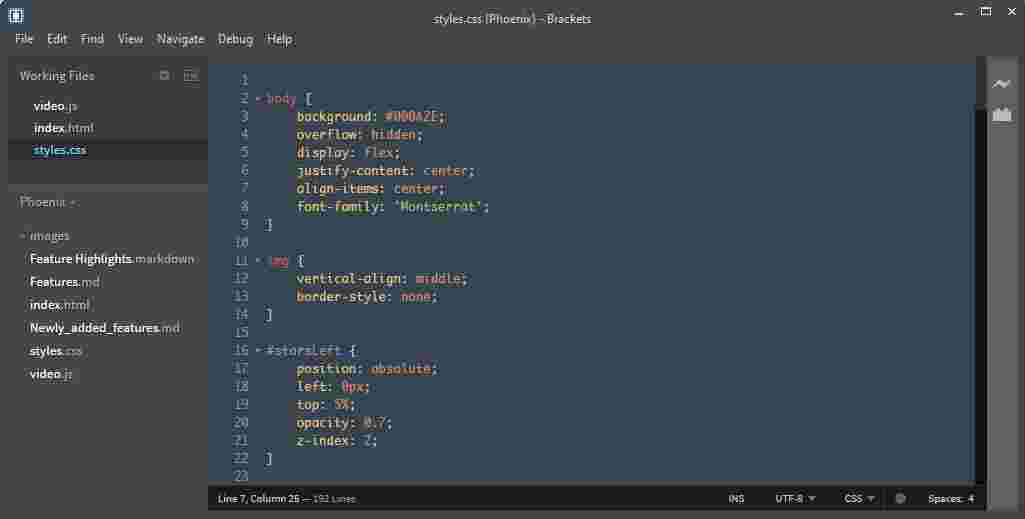 styles.css (Phoenix) - Brackets
File Edit Find View Navigate Debug Help
Working Files
video.js
index.html
styles.css
Phoenix
images
Feature Highlights.markdown
Features.md
index.html
Newly_added_features.md
styles.css
video.js
1
2 body {
3 background: #000A2E;
4 overflow: hidden;
5 display: flex;
6 justify-content: center;
7 align-items: center;
8 font-family: 'Montserrat';
9 }
10
11 img {
12 vertical-align: middle;
13 border-style: none;
14 }
15
16 #starsLeft {
17 position: absolute;
18 left: 0px;
19 top: 5%;
20 opacity: 0.7;
21 z-index: 2;
22 }
23
Line 7, Column 25 — 192 Lines INS UTF-8 CSS Spaces: 4